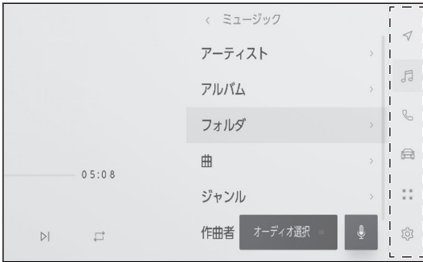 < ミュージック
アーティスト
アルバム
フォルダ
曲
05:08
ジャンル
作曲者
オーディオ選択